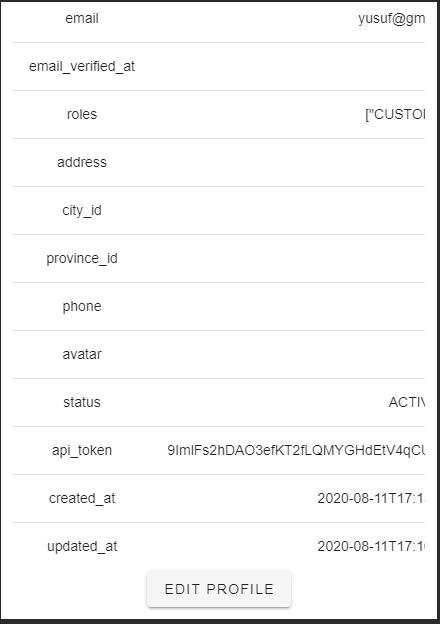 email yusuf@gm
email_verified_at
roles ["CUSTO
address
city_id
province_id
phone
avatar
status ACTIV
api_token
created_at 2020-08-11T17:1
updated_at 2020-08-11T17:1
EDIT PROFILE